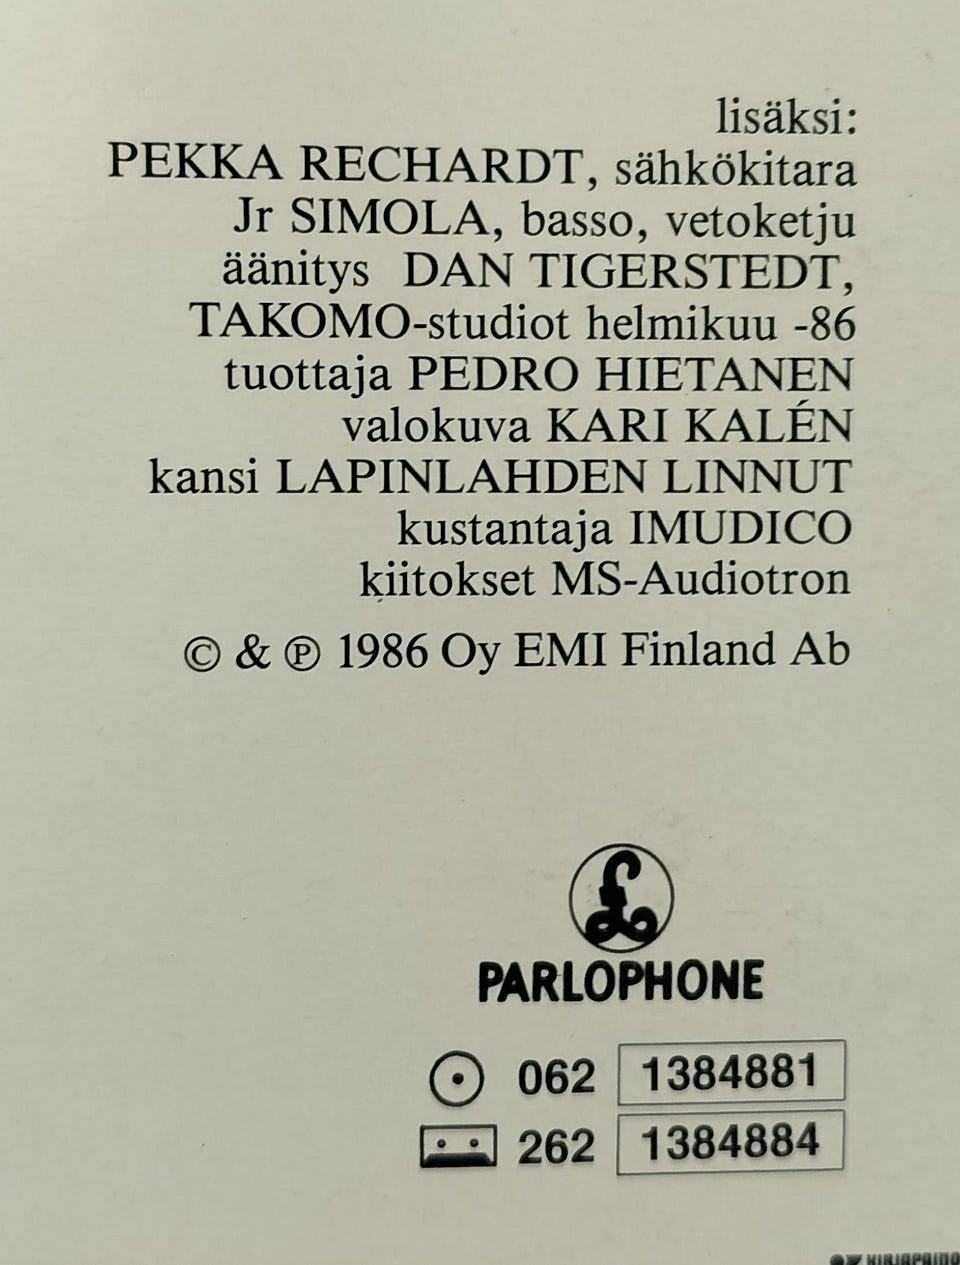 lisäksi:
PEKKA RECHARDT, sähkökitara
Jr SIMOLA, basso, vetoketju
äänitys DAN TIGERSTEDT,
TAKOMO-studiot helmikuu -86
tuottaja PEDRO HIETANEN
valokuva KARI KALÉN
kansi LAPINLAHDEN LINNUT
kustantaja IMUDICO
kiitokset MS-Audiotron
© & ℗ 1986 Oy EMI Finland Ab
£
PARLOPHONE
062 1384881
262 1384884
KIRJAPAINO